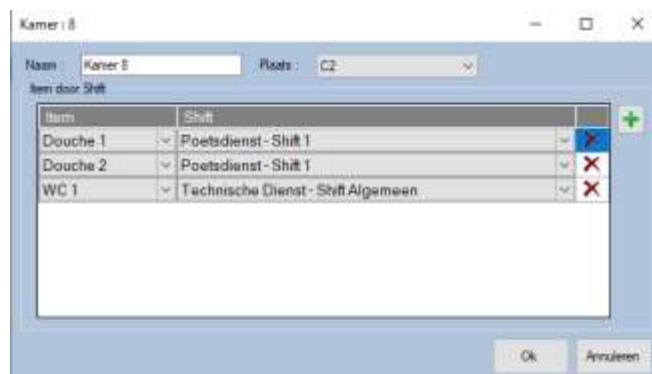 Kamer : 8
Naam : Kamer 8 Plaats : C2
Item door Shift
Item Shift
Douche 1 Poetsdienst - Shift 1
Douche 2 Poetsdienst - Shift 1
WC 1 Technische Dienst - Shift Algemeen
Ok Annuleren